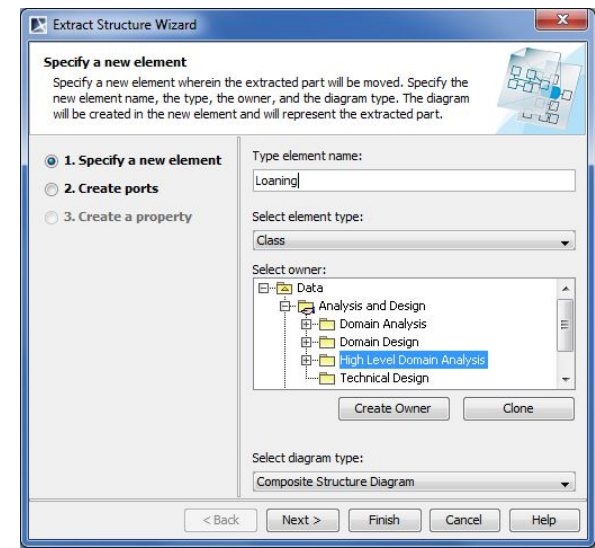 Extract Structure Wizard
Specify a new element
Specify a new element wherein the extracted part will be moved. Specify the
new element name, the type, the owner, and the diagram type. The diagram
will be created in the new element and will represent the extracted part.
1. Specify a new element
2. Create ports
3. Create a property
Type element name:
Loaning
Select element type:
Class
Select owner:
Data
Analysis and Design
Domain Analysis
Domain Design
High Level Domain Analysis
Technical Design
Create Owner
Clone
Select diagram type:
Composite Structure Diagram
< Back
Next >
Finish
Cancel
Help